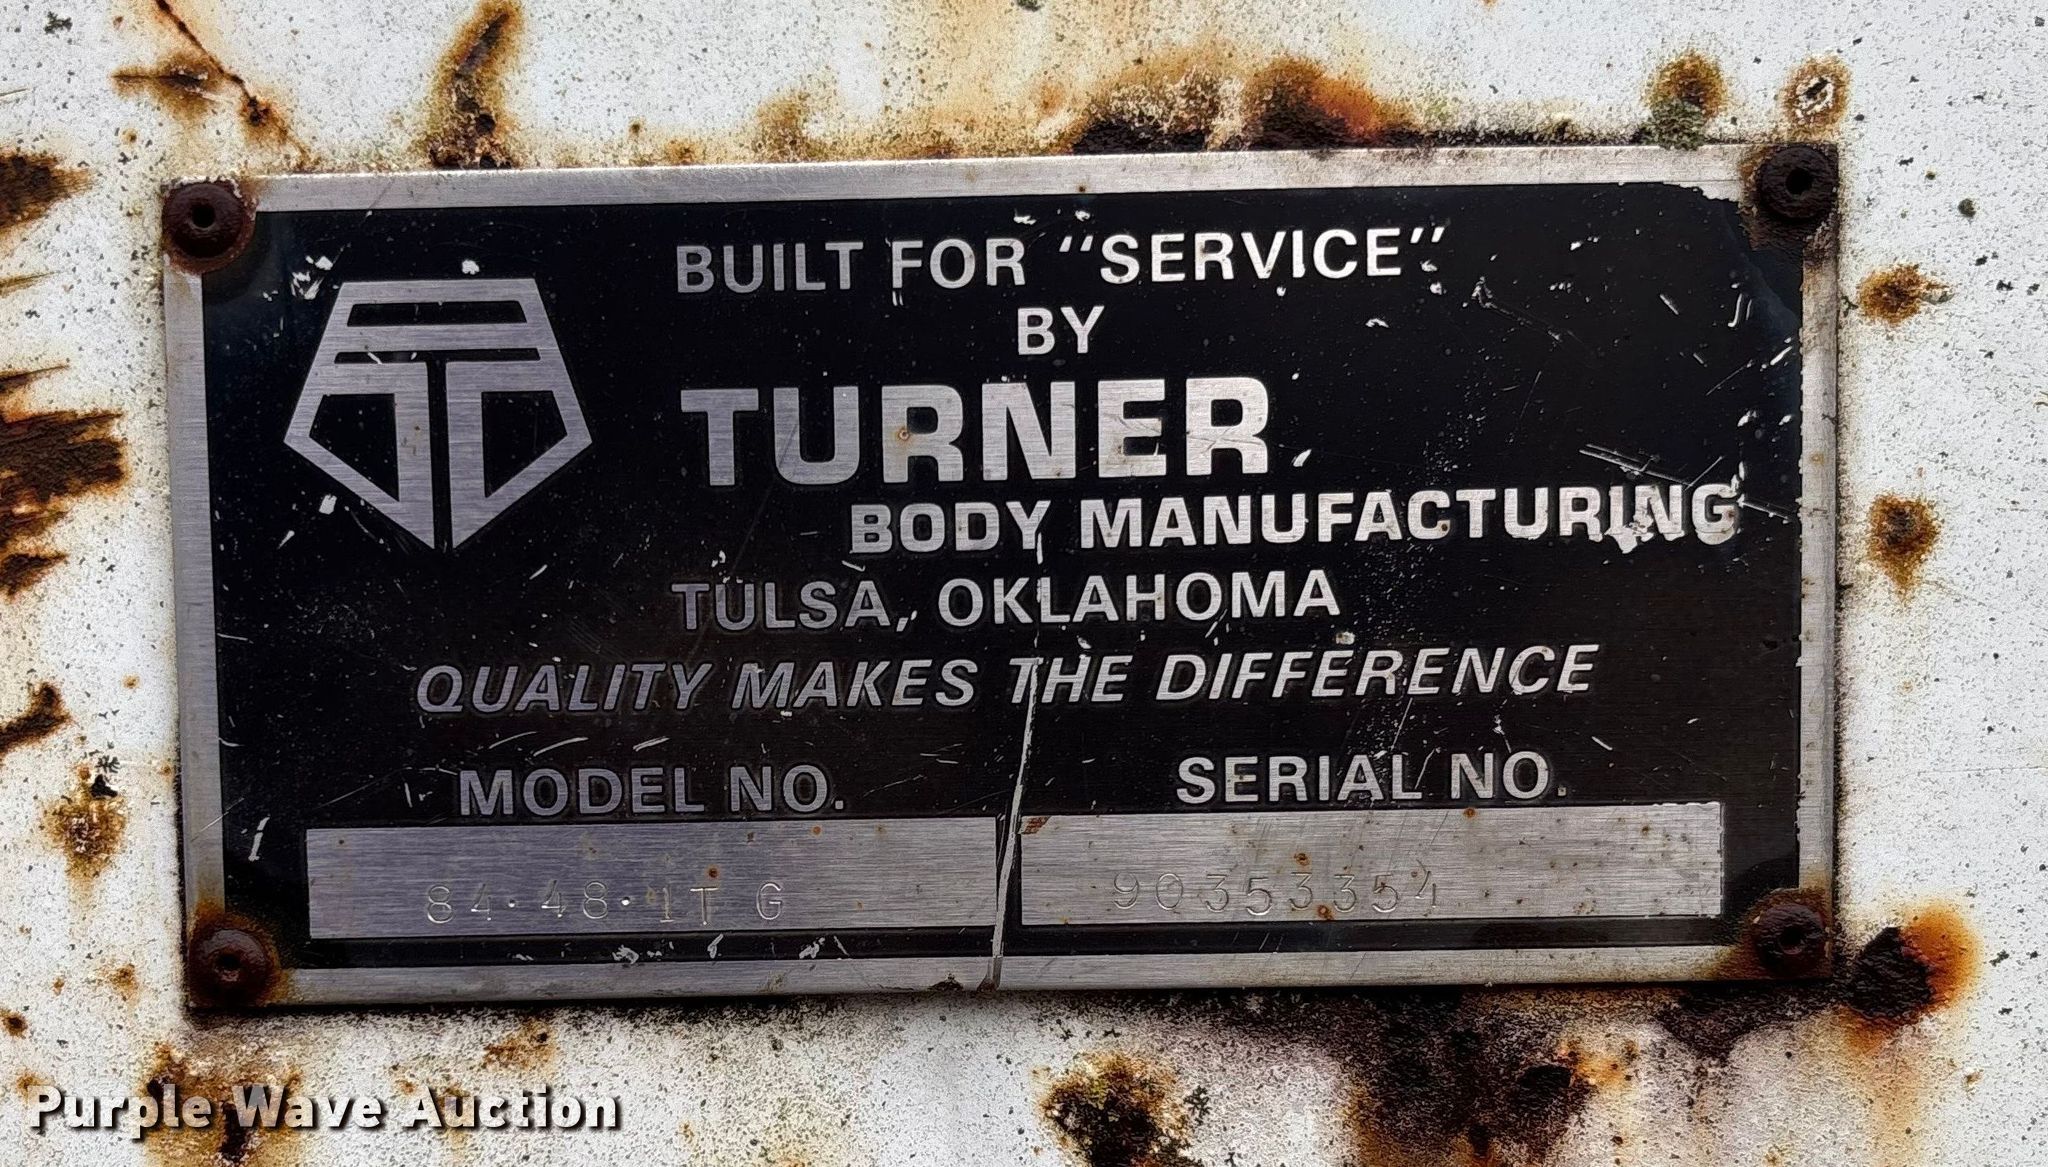 BUILT FOR "SERVICE"
BY
TURNER
BODY MANUFACTURING
TULSA, OKLAHOMA
QUALITY MAKES THE DIFFERENCE
MODEL NO. SERIAL NO.
84·48·1T G 90353354
Purple Wave Auction